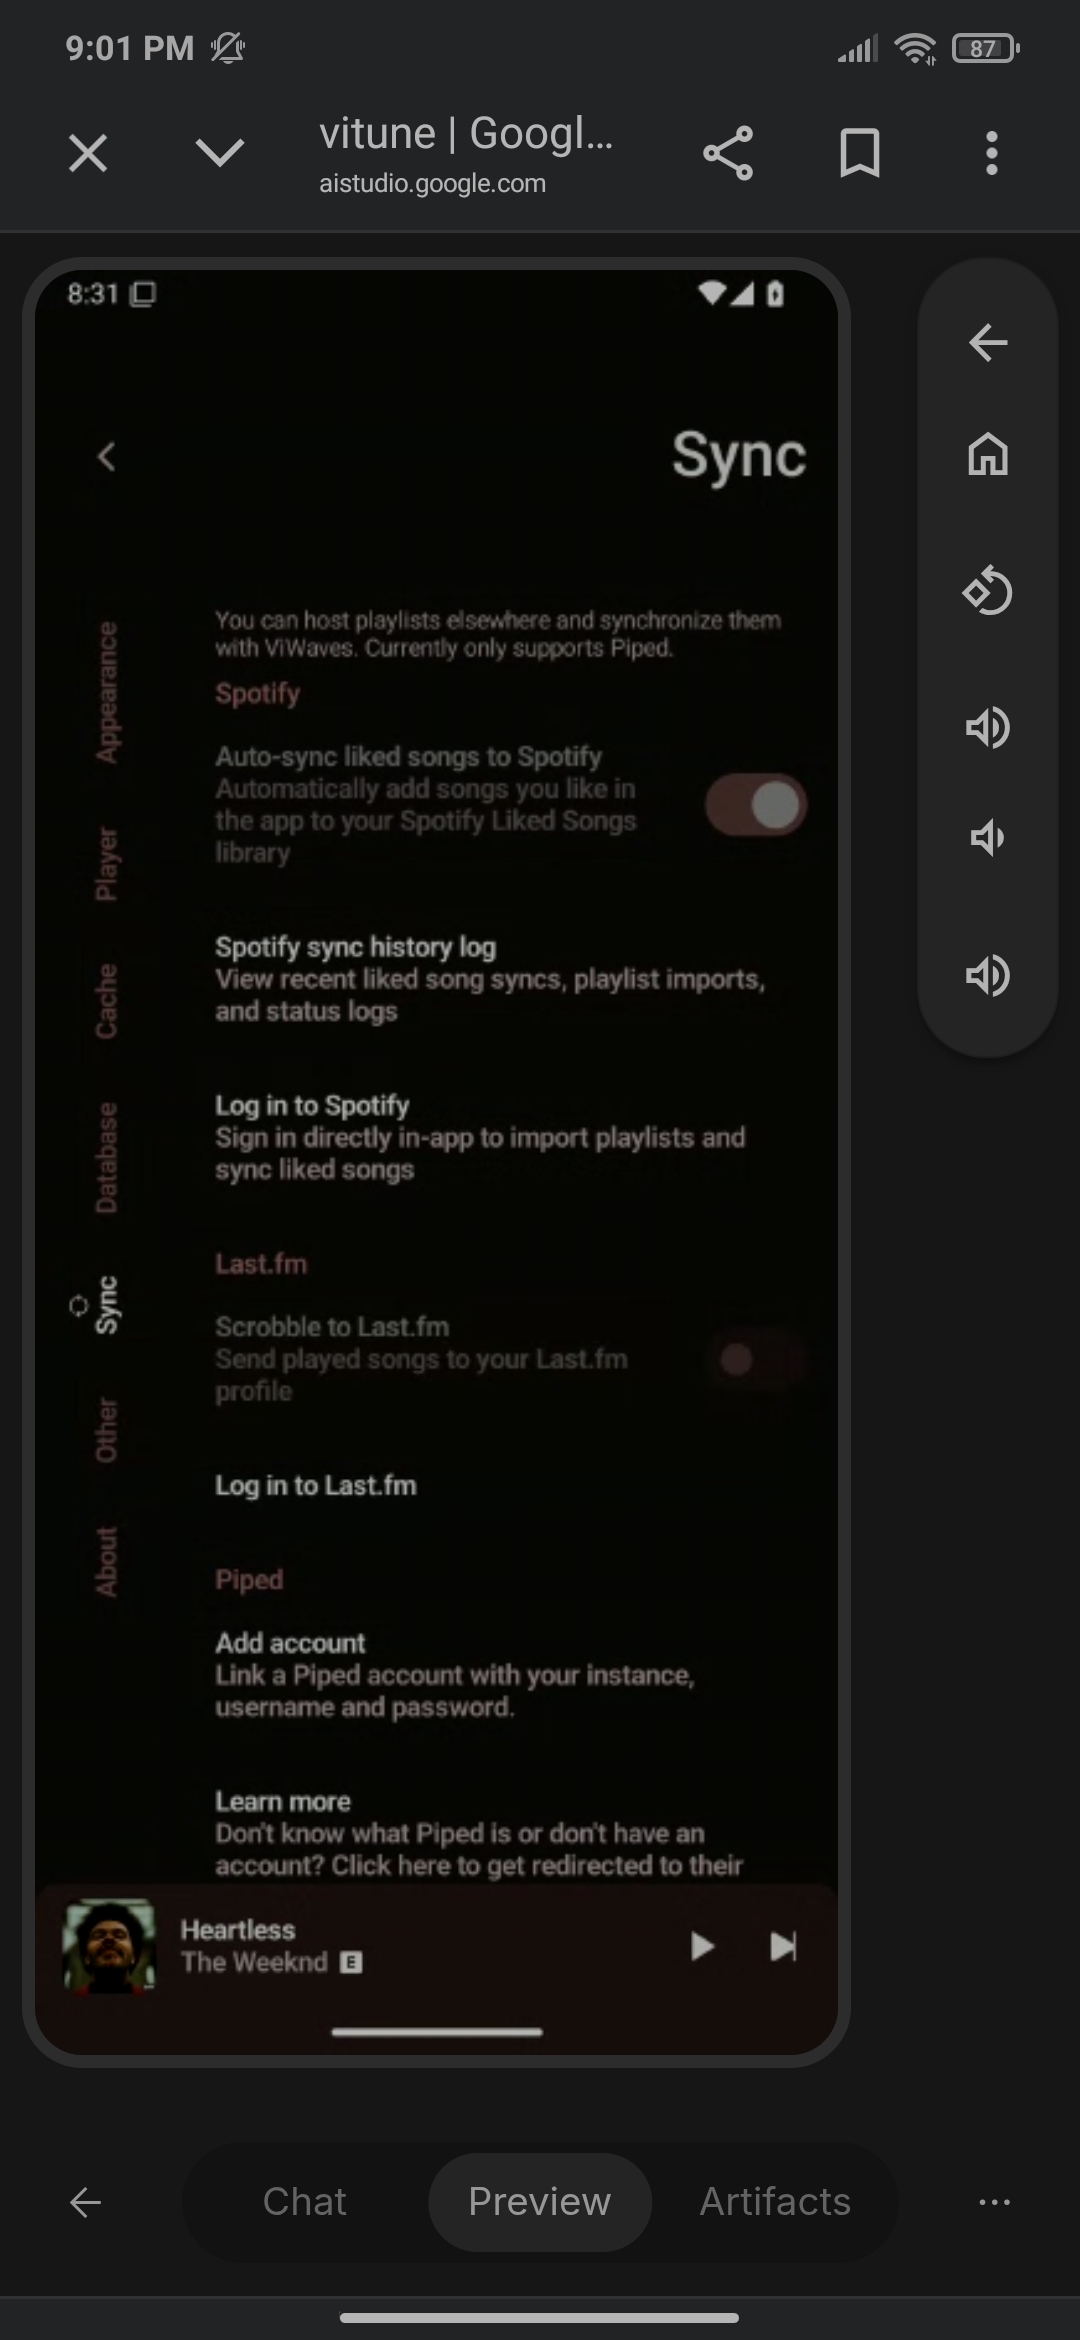 9:01 PM
87
vitune | Googl...
aistudio.google.com
8:31
Sync
You can host playlists elsewhere and synchronize them
with ViWaves. Currently only supports Piped.
Spotify
Auto-sync liked songs to Spotify
Automatically add songs you like in
the app to your Spotify Liked Songs
library
Spotify sync history log
View recent liked song syncs, playlist imports,
and status logs
Log in to Spotify
Sign in directly in-app to import playlists and
sync liked songs
Last.fm
Scrobble to Last.fm
Send played songs to your Last.fm
profile
Log in to Last.fm
Piped
Add account
Link a Piped account with your instance,
username and password.
Learn more
Don't know what Piped is or don't have an
account? Click here to get redirected to their
Appearance
Player
Cache
Database
Sync
Other
About
Heartless
The Weeknd E
Chat
Preview
Artifacts